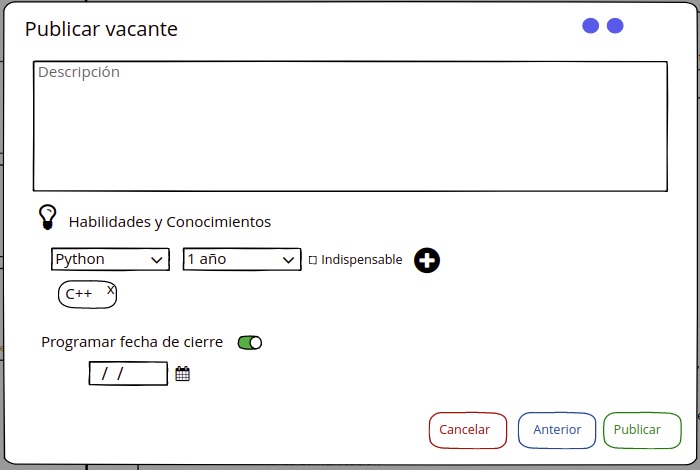 Publicar vacante
Descripción
Habilidades y Conocimientos
Python 1 año Indispensable
C++ x
Programar fecha de cierre
/ /
Cancelar Anterior Publicar